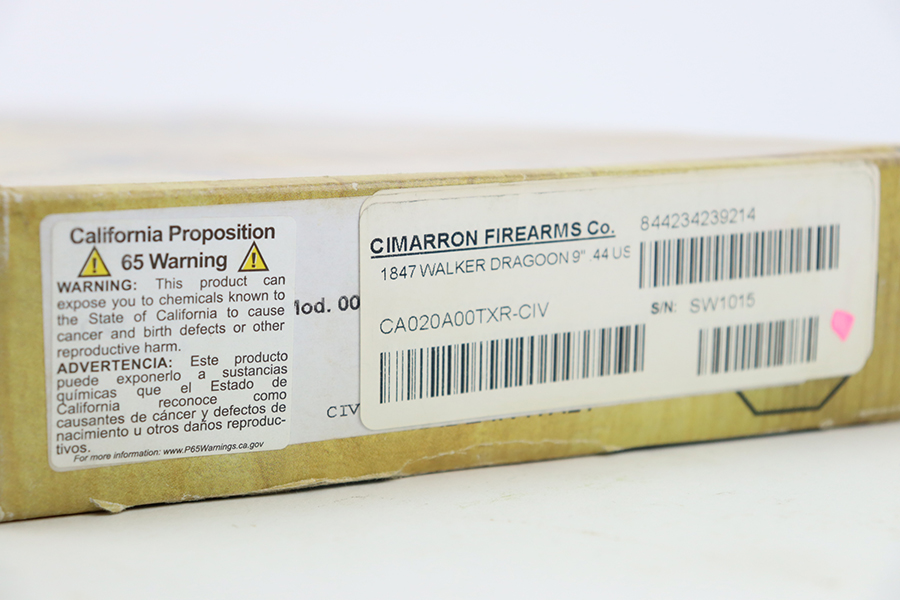 California Proposition
65 Warning
WARNING: This product can
expose you to chemicals known to
the State of California to cause
cancer and birth defects or other
reproductive harm.
ADVERTENCIA: Este producto
puede exponerlo a sustancias
químicas que el Estado de
California reconoce como
causantes de cáncer y defectos de
nacimiento u otros daños reproduc-
tivos.
For more information: www.P65Warnings.ca.gov
Mod. 00
CIV
CIMARRON FIREARMS Co.
1847 WALKER DRAGOON 9" .44 US
CA020A00TXR-CIV
844234239214
S/N: SW1015